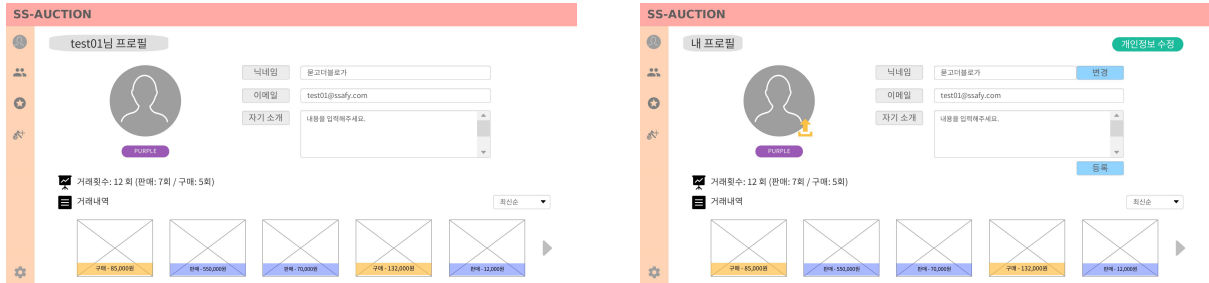 SS-AUCTION
test01님 프로필
닉네임 묻고더블로가
이메일 test01@ssafy.com
자기 소개 내용을 입력해주세요.
PURPLE
거래횟수: 12 회 (판매: 7회 / 구매: 5회)
거래내역 최신순
구매 - 85,000원 판매 - 550,000원 판매 - 70,000원 구매 - 132,000원 판매 - 12,000원
SS-AUCTION
내 프로필 개인정보 수정
닉네임 묻고더블로가 변경
이메일 test01@ssafy.com
자기 소개 내용을 입력해주세요.
PURPLE
등록
거래횟수: 12 회 (판매: 7회 / 구매: 5회)
거래내역 최신순
구매 - 85,000원 판매 - 550,000원 판매 - 70,000원 구매 - 132,000원 판매 - 12,000원